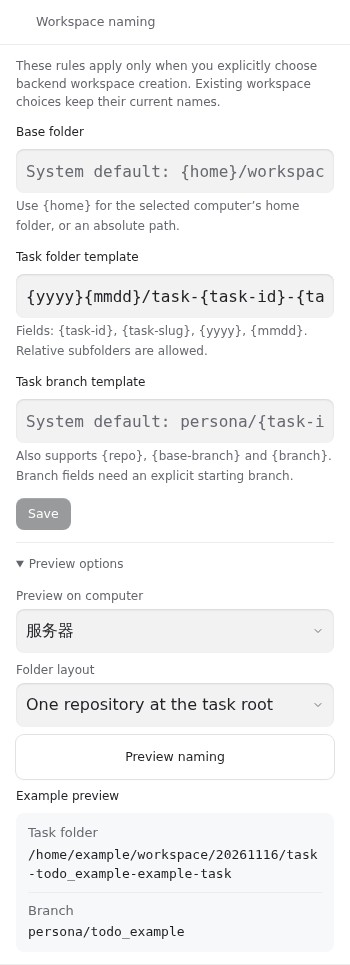 Workspace naming
These rules apply only when you explicitly choose
backend workspace creation. Existing workspace
choices keep their current names.
Base folder
System default: {home}/workspac
Use {home} for the selected computer’s home
folder, or an absolute path.
Task folder template
{yyyy}{mmdd}/task-{task-id}-{ta
Fields: {task-id}, {task-slug}, {yyyy}, {mmdd}.
Relative subfolders are allowed.
Task branch template
System default: persona/{task-i
Also supports {repo}, {base-branch} and {branch}.
Branch fields need an explicit starting branch.
Save
▼ Preview options
Preview on computer
服务器
Folder layout
One repository at the task root
Preview naming
Example preview
Task folder
/home/example/workspace/20261116/task
-todo_example-example-task
Branch
persona/todo_example